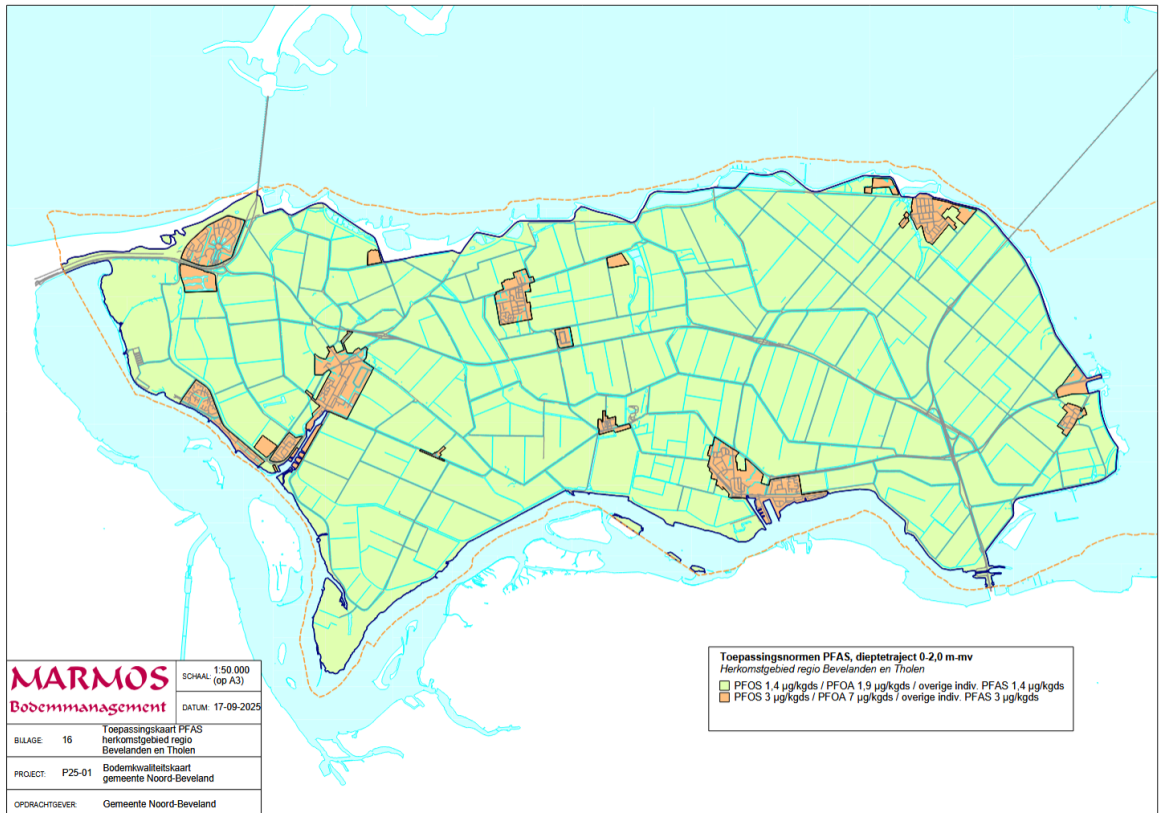 MARMOS
Bodemmanagement
SCHAAL: 1:50.000
(op A3)
DATUM: 17-09-2025
BIJLAGE: 16 Toepassingskaart PFAS
herkomstgebied regio
Bevelanden en Tholen
PROJECT: P25-01 Bodemkwaliteitskaart
gemeente Noord-Beveland
OPDRACHTGEVER: Gemeente Noord-Beveland
Toepassingsnormen PFAS, dieptetraject 0-2,0 m-mv
Herkomstgebied regio Bevelanden en Tholen
PFOS 1,4 µg/kgds / PFOA 1,9 µg/kgds / overige indiv. PFAS 1,4 µg/kgds
PFOS 3 µg/kgds / PFOA 7 µg/kgds / overige indiv. PFAS 3 µg/kgds